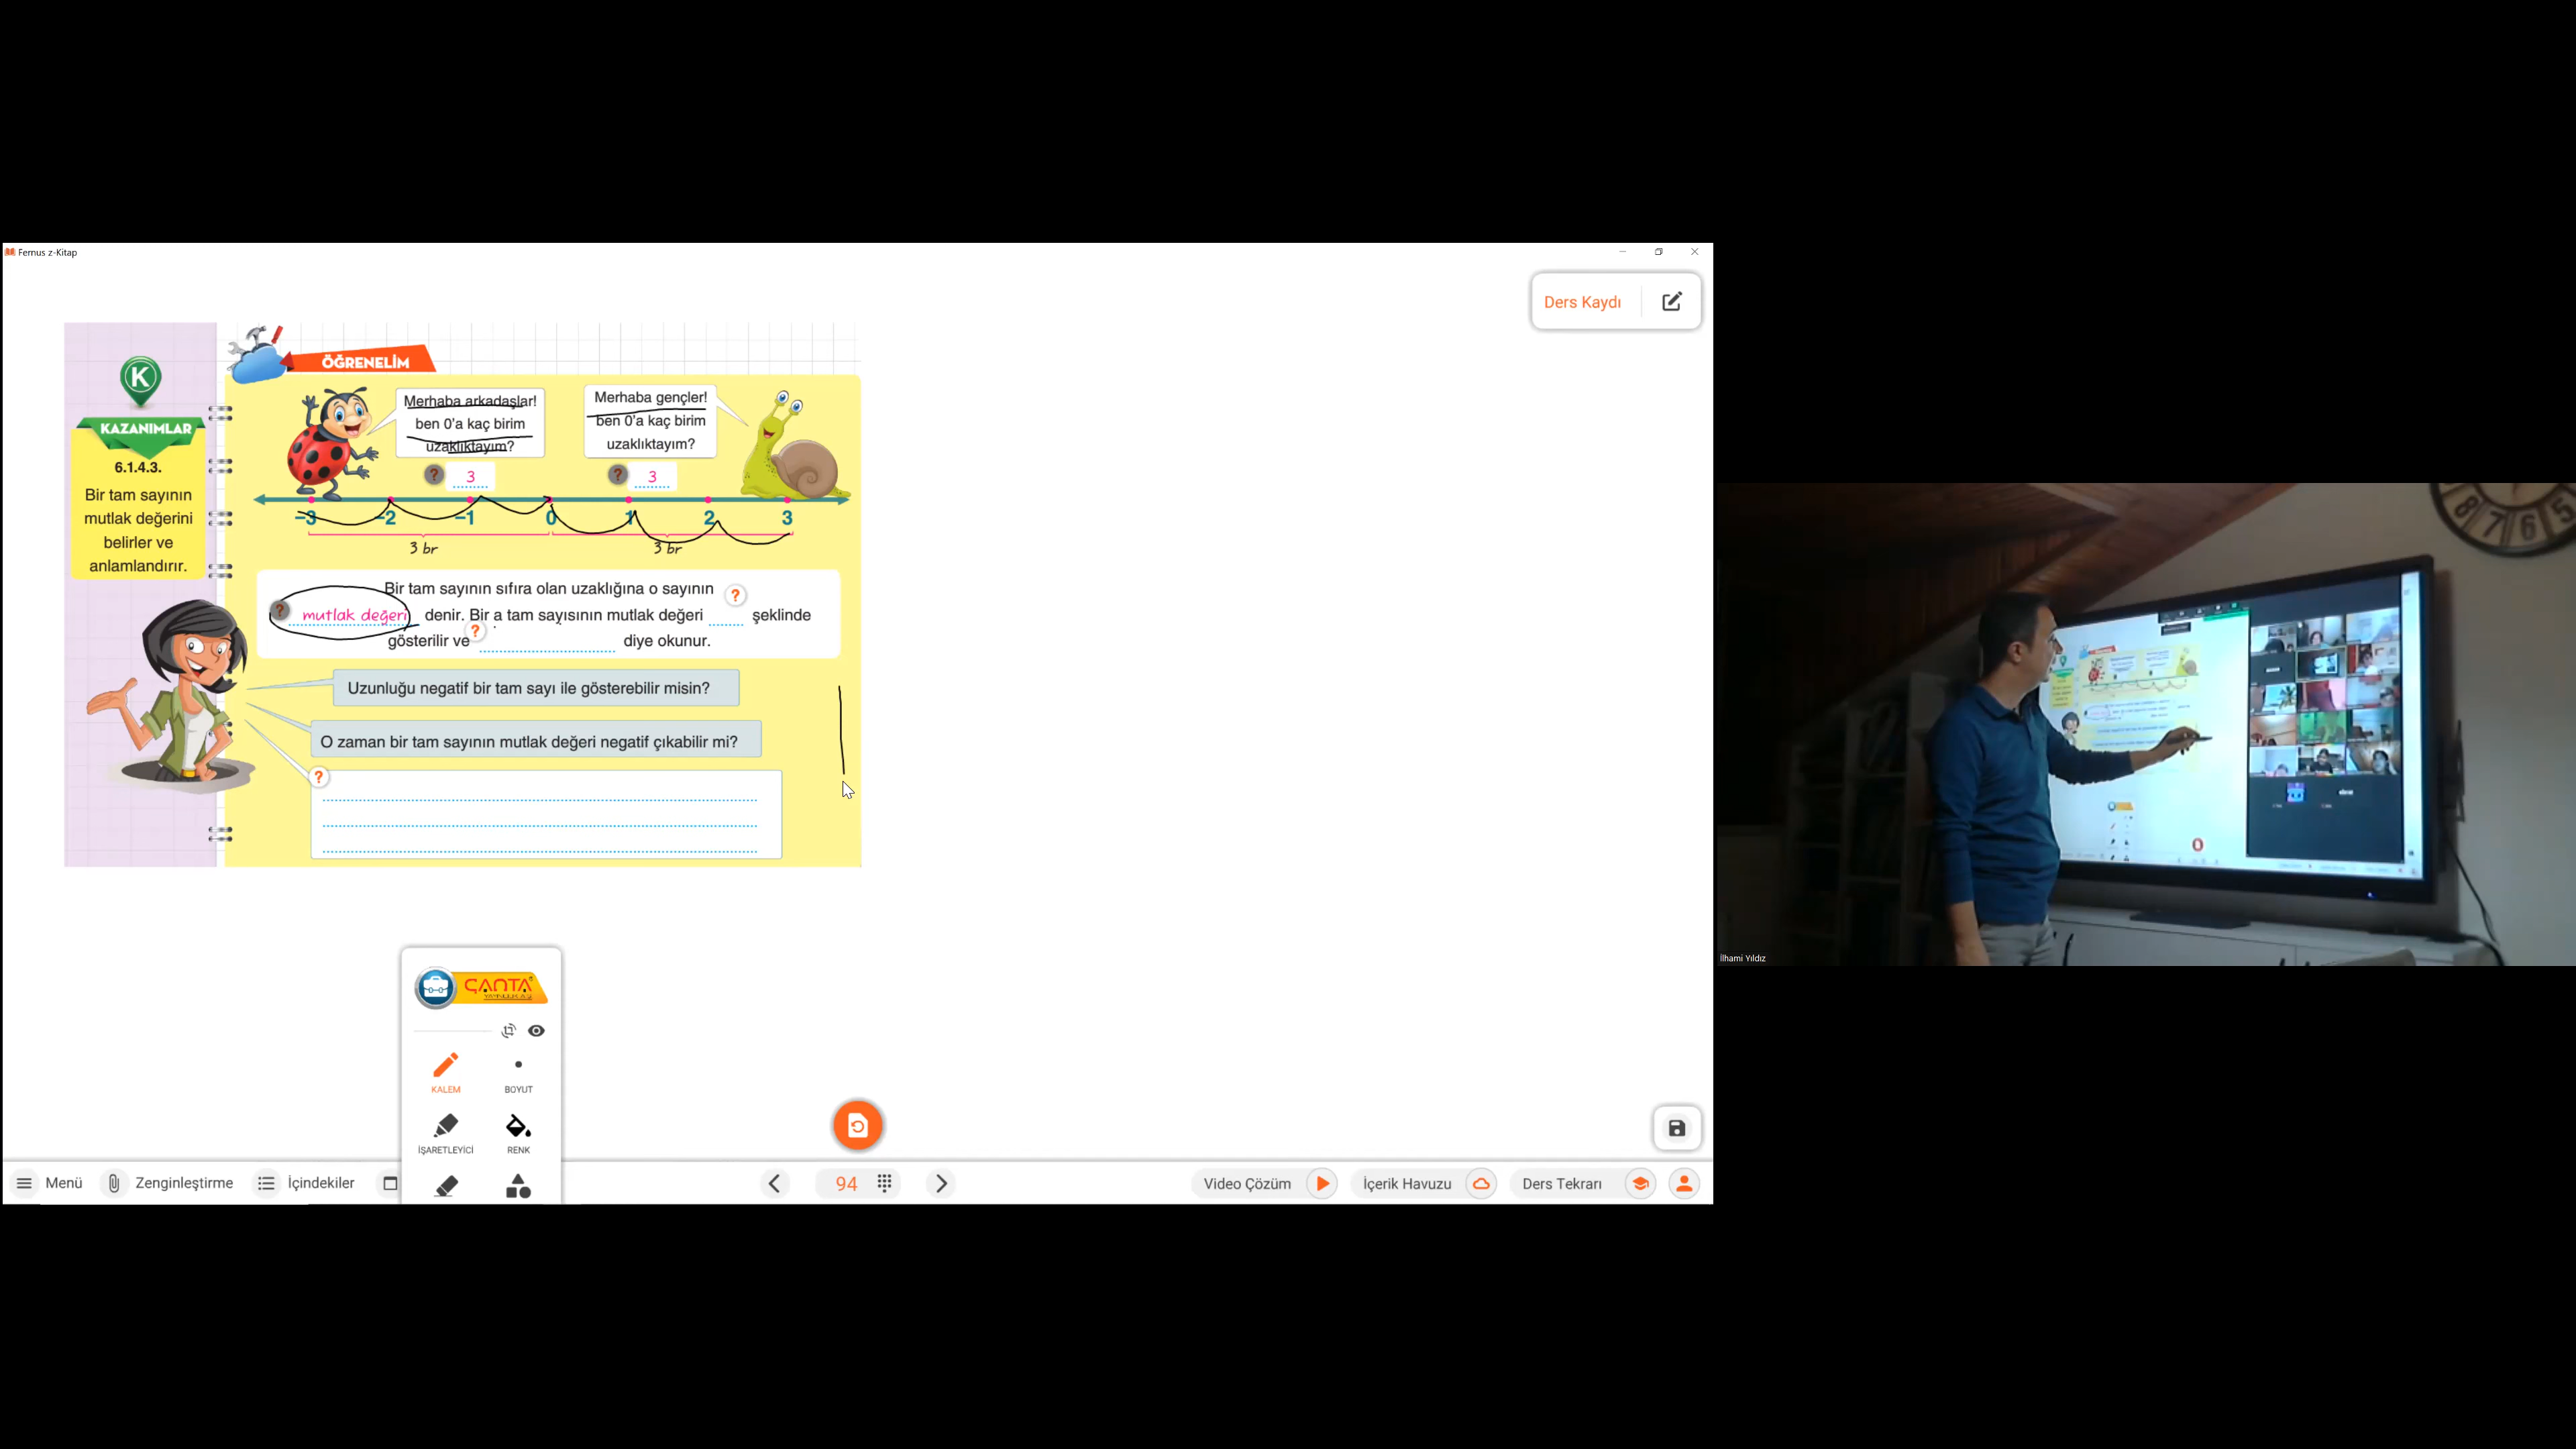 Fernus z-Kitap
Ders Kaydı
ÖĞRENELİM
K
KAZANIMLAR
6.1.4.3.
Bir tam sayının
mutlak değerini
belirler ve
anlamlandırır.
Merhaba arkadaşlar!
ben 0'a kaç birim
uzaklıktayım?
? 3
Merhaba gençler!
ben 0'a kaç birim
uzaklıktayım?
? 3
−3 −2 −1 0 1 2 3
3 br 3 br
Bir tam sayının sıfıra olan uzaklığına o sayının ?
? mutlak değeri denir. Bir a tam sayısının mutlak değeri ...... şeklinde
gösterilir ve ? ............ diye okunur.
Uzunluğu negatif bir tam sayı ile gösterebilir misin?
O zaman bir tam sayının mutlak değeri negatif çıkabilir mi?
?
ÇANTA
YAYINCILIK A.Ş
KALEM BOYUT
İŞARETLEYİCİ RENK
Menü Zenginleştirme İçindekiler 94 Video Çözüm İçerik Havuzu Ders Tekrarı
8 7 6 5
İlhami Yıldız